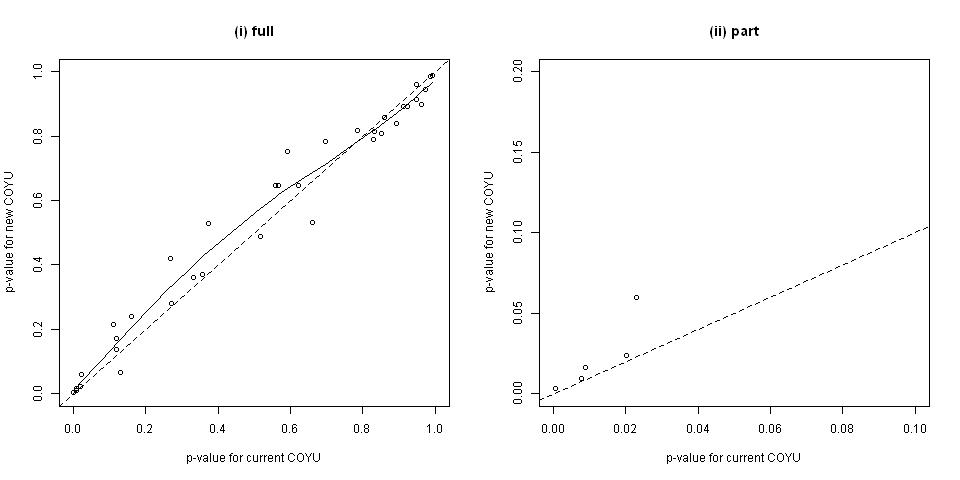 (i) full
p-value for new COYU
1.0
0.8
0.6
0.4
0.2
0.0
0.0 0.2 0.4 0.6 0.8 1.0
p-value for current COYU
(ii) part
p-value for new COYU
0.20
0.15
0.10
0.05
0.00
0.00 0.02 0.04 0.06 0.08 0.10
p-value for current COYU